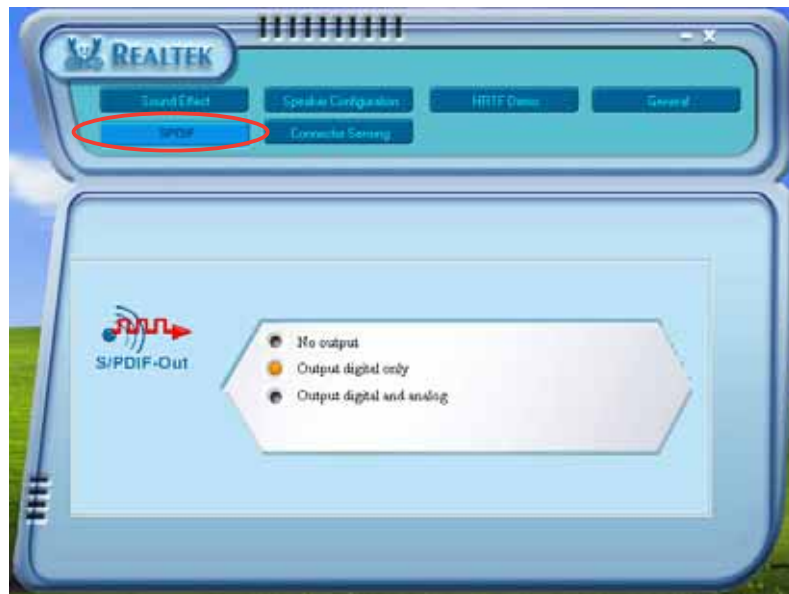 REALTEK
- X
Sound Effect
Speaker Configuration
HRTF Demo
General
SPDIF
Connector Sensing
S/PDIF-Out
No output
Output digital only
Output digital and analog